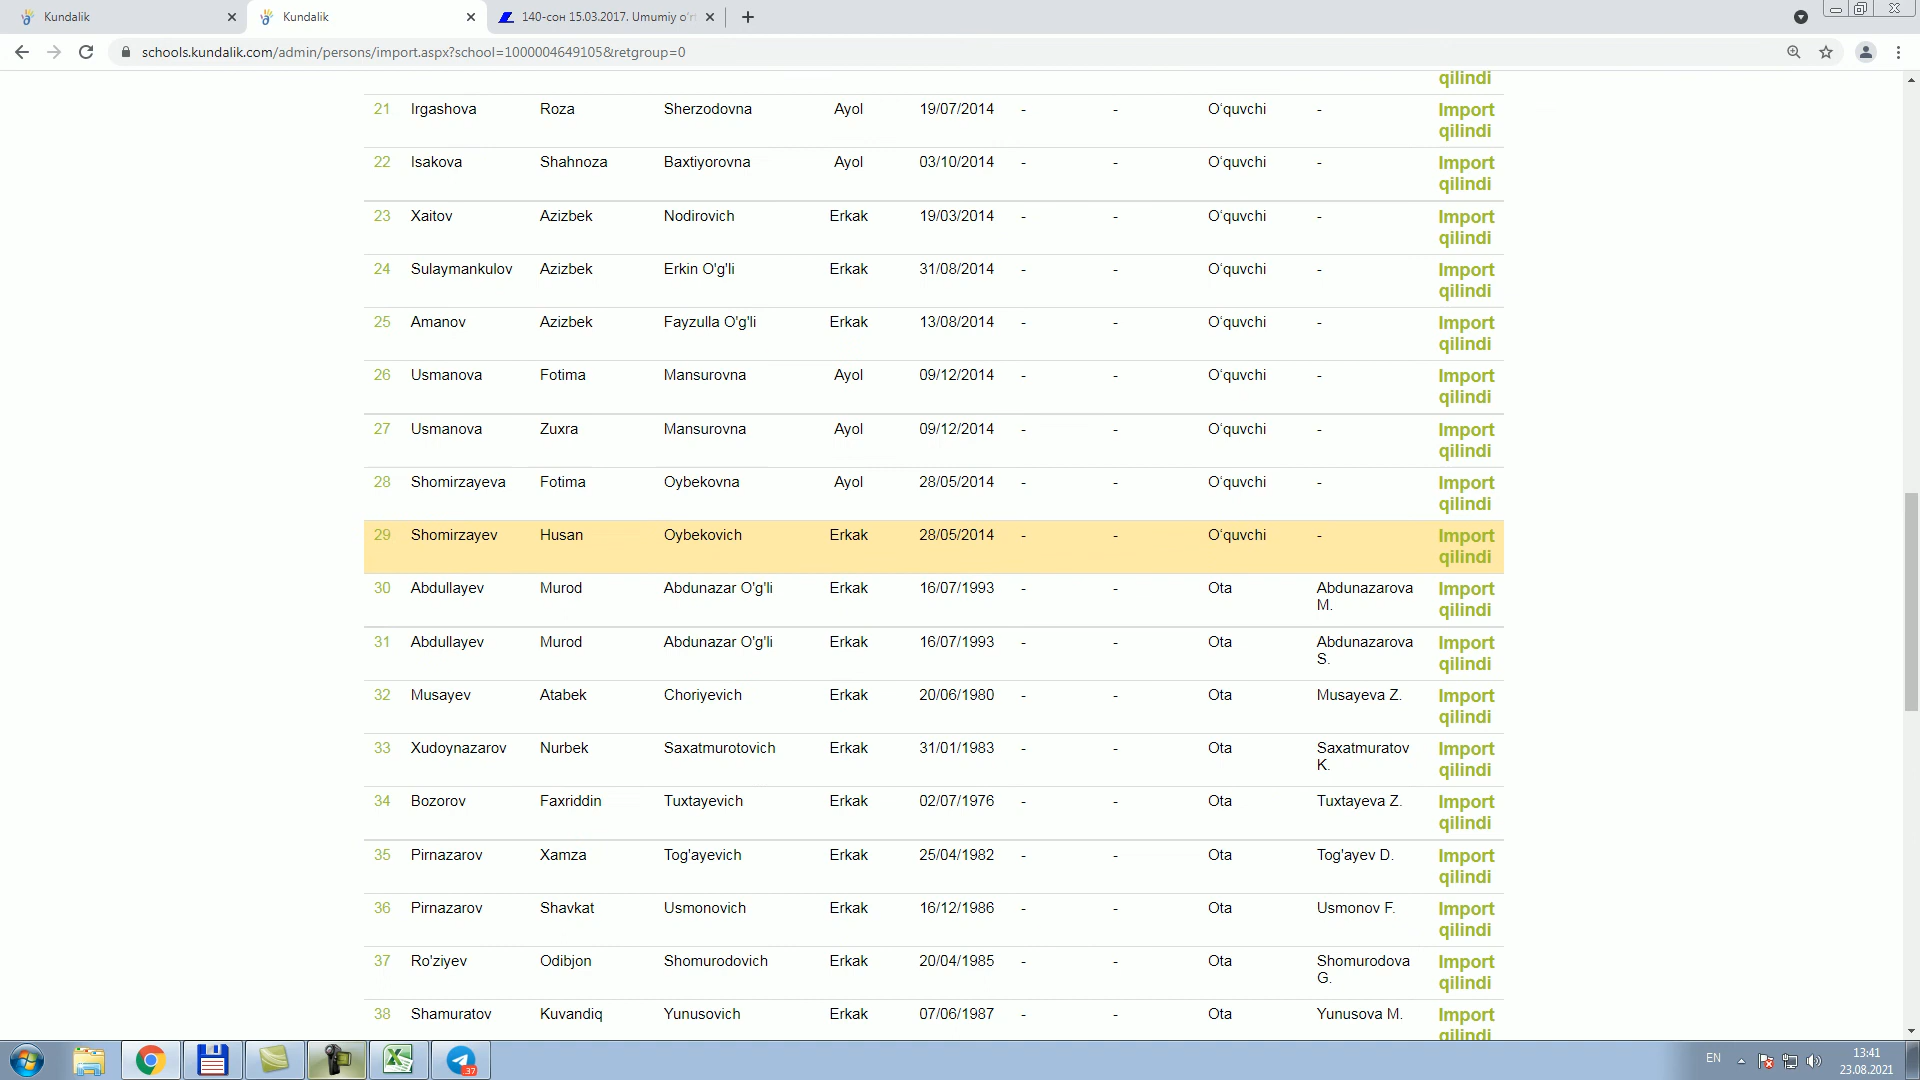 Kundalik
Kundalik
140-сон 15.03.2017. Umumiy o'r
schools.kundalik.com/admin/persons/import.aspx?school=1000004649105&retgroup=0
qilindi
21 Irgashova Roza Sherzodovna Ayol 19/07/2014 - - O'quvchi - Import
qilindi
22 Isakova Shahnoza Baxtiyorovna Ayol 03/10/2014 - - O'quvchi - Import
qilindi
23 Xaitov Azizbek Nodirovich Erkak 19/03/2014 - - O'quvchi - Import
qilindi
24 Sulaymankulov Azizbek Erkin O'g'li Erkak 31/08/2014 - - O'quvchi - Import
qilindi
25 Amanov Azizbek Fayzulla O'g'li Erkak 13/08/2014 - - O'quvchi - Import
qilindi
26 Usmanova Fotima Mansurovna Ayol 09/12/2014 - - O'quvchi - Import
qilindi
27 Usmanova Zuxra Mansurovna Ayol 09/12/2014 - - O'quvchi - Import
qilindi
28 Shomirzayeva Fotima Oybekovna Ayol 28/05/2014 - - O'quvchi - Import
qilindi
29 Shomirzayev Husan Oybekovich Erkak 28/05/2014 - - O'quvchi - Import
qilindi
30 Abdullayev Murod Abdunazar O'g'li Erkak 16/07/1993 - - Ota Abdunazarova Import
M. qilindi
31 Abdullayev Murod Abdunazar O'g'li Erkak 16/07/1993 - - Ota Abdunazarova Import
S. qilindi
32 Musayev Atabek Choriyevich Erkak 20/06/1980 - - Ota Musayeva Z. Import
qilindi
33 Xudoynazarov Nurbek Saxatmurotovich Erkak 31/01/1983 - - Ota Saxatmuratov Import
K. qilindi
34 Bozorov Faxriddin Tuxtayevich Erkak 02/07/1976 - - Ota Tuxtayeva Z. Import
qilindi
35 Pirnazarov Xamza Tog'ayevich Erkak 25/04/1982 - - Ota Tog'ayev D. Import
qilindi
36 Pirnazarov Shavkat Usmonovich Erkak 16/12/1986 - - Ota Usmonov F. Import
qilindi
37 Ro'ziyev Odibjon Shomurodovich Erkak 20/04/1985 - - Ota Shomurodova Import
G. qilindi
38 Shamuratov Kuvandiq Yunusovich Erkak 07/06/1987 - - Ota Yunusova M. Import
qilindi
37
EN
13:41
23.08.2021